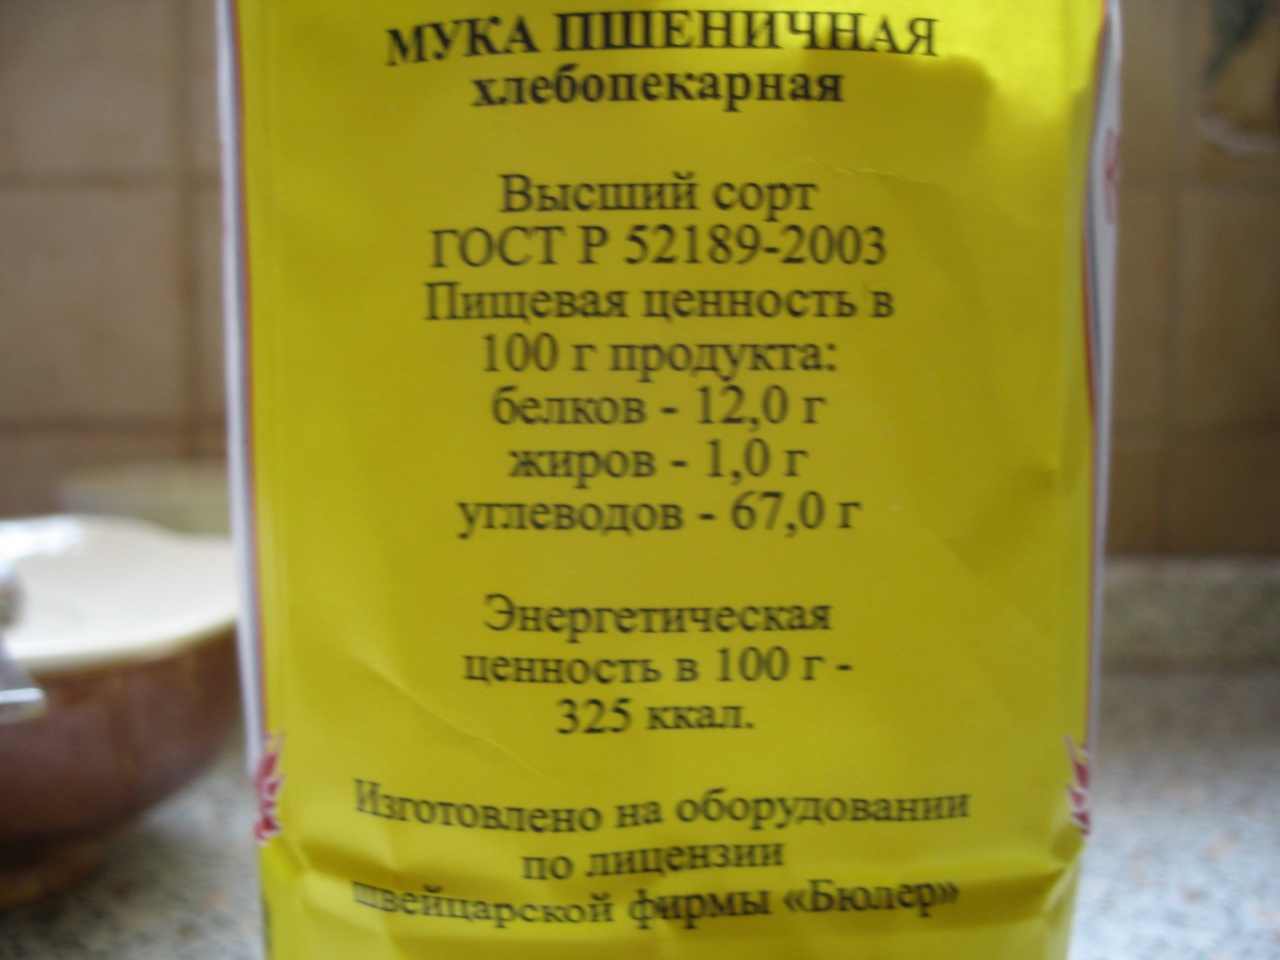 МУКА ПШЕНИЧНАЯ
хлебопекарная
Высший сорт
ГОСТ Р 52189-2003
Пищевая ценность в
100 г продукта:
белков - 12,0 г
жиров - 1,0 г
углеводов - 67,0 г
Энергетическая
ценность в 100 г -
325 ккал.
Изготовлено на оборудовании
по лицензии
швейцарской фирмы «Бюлер»